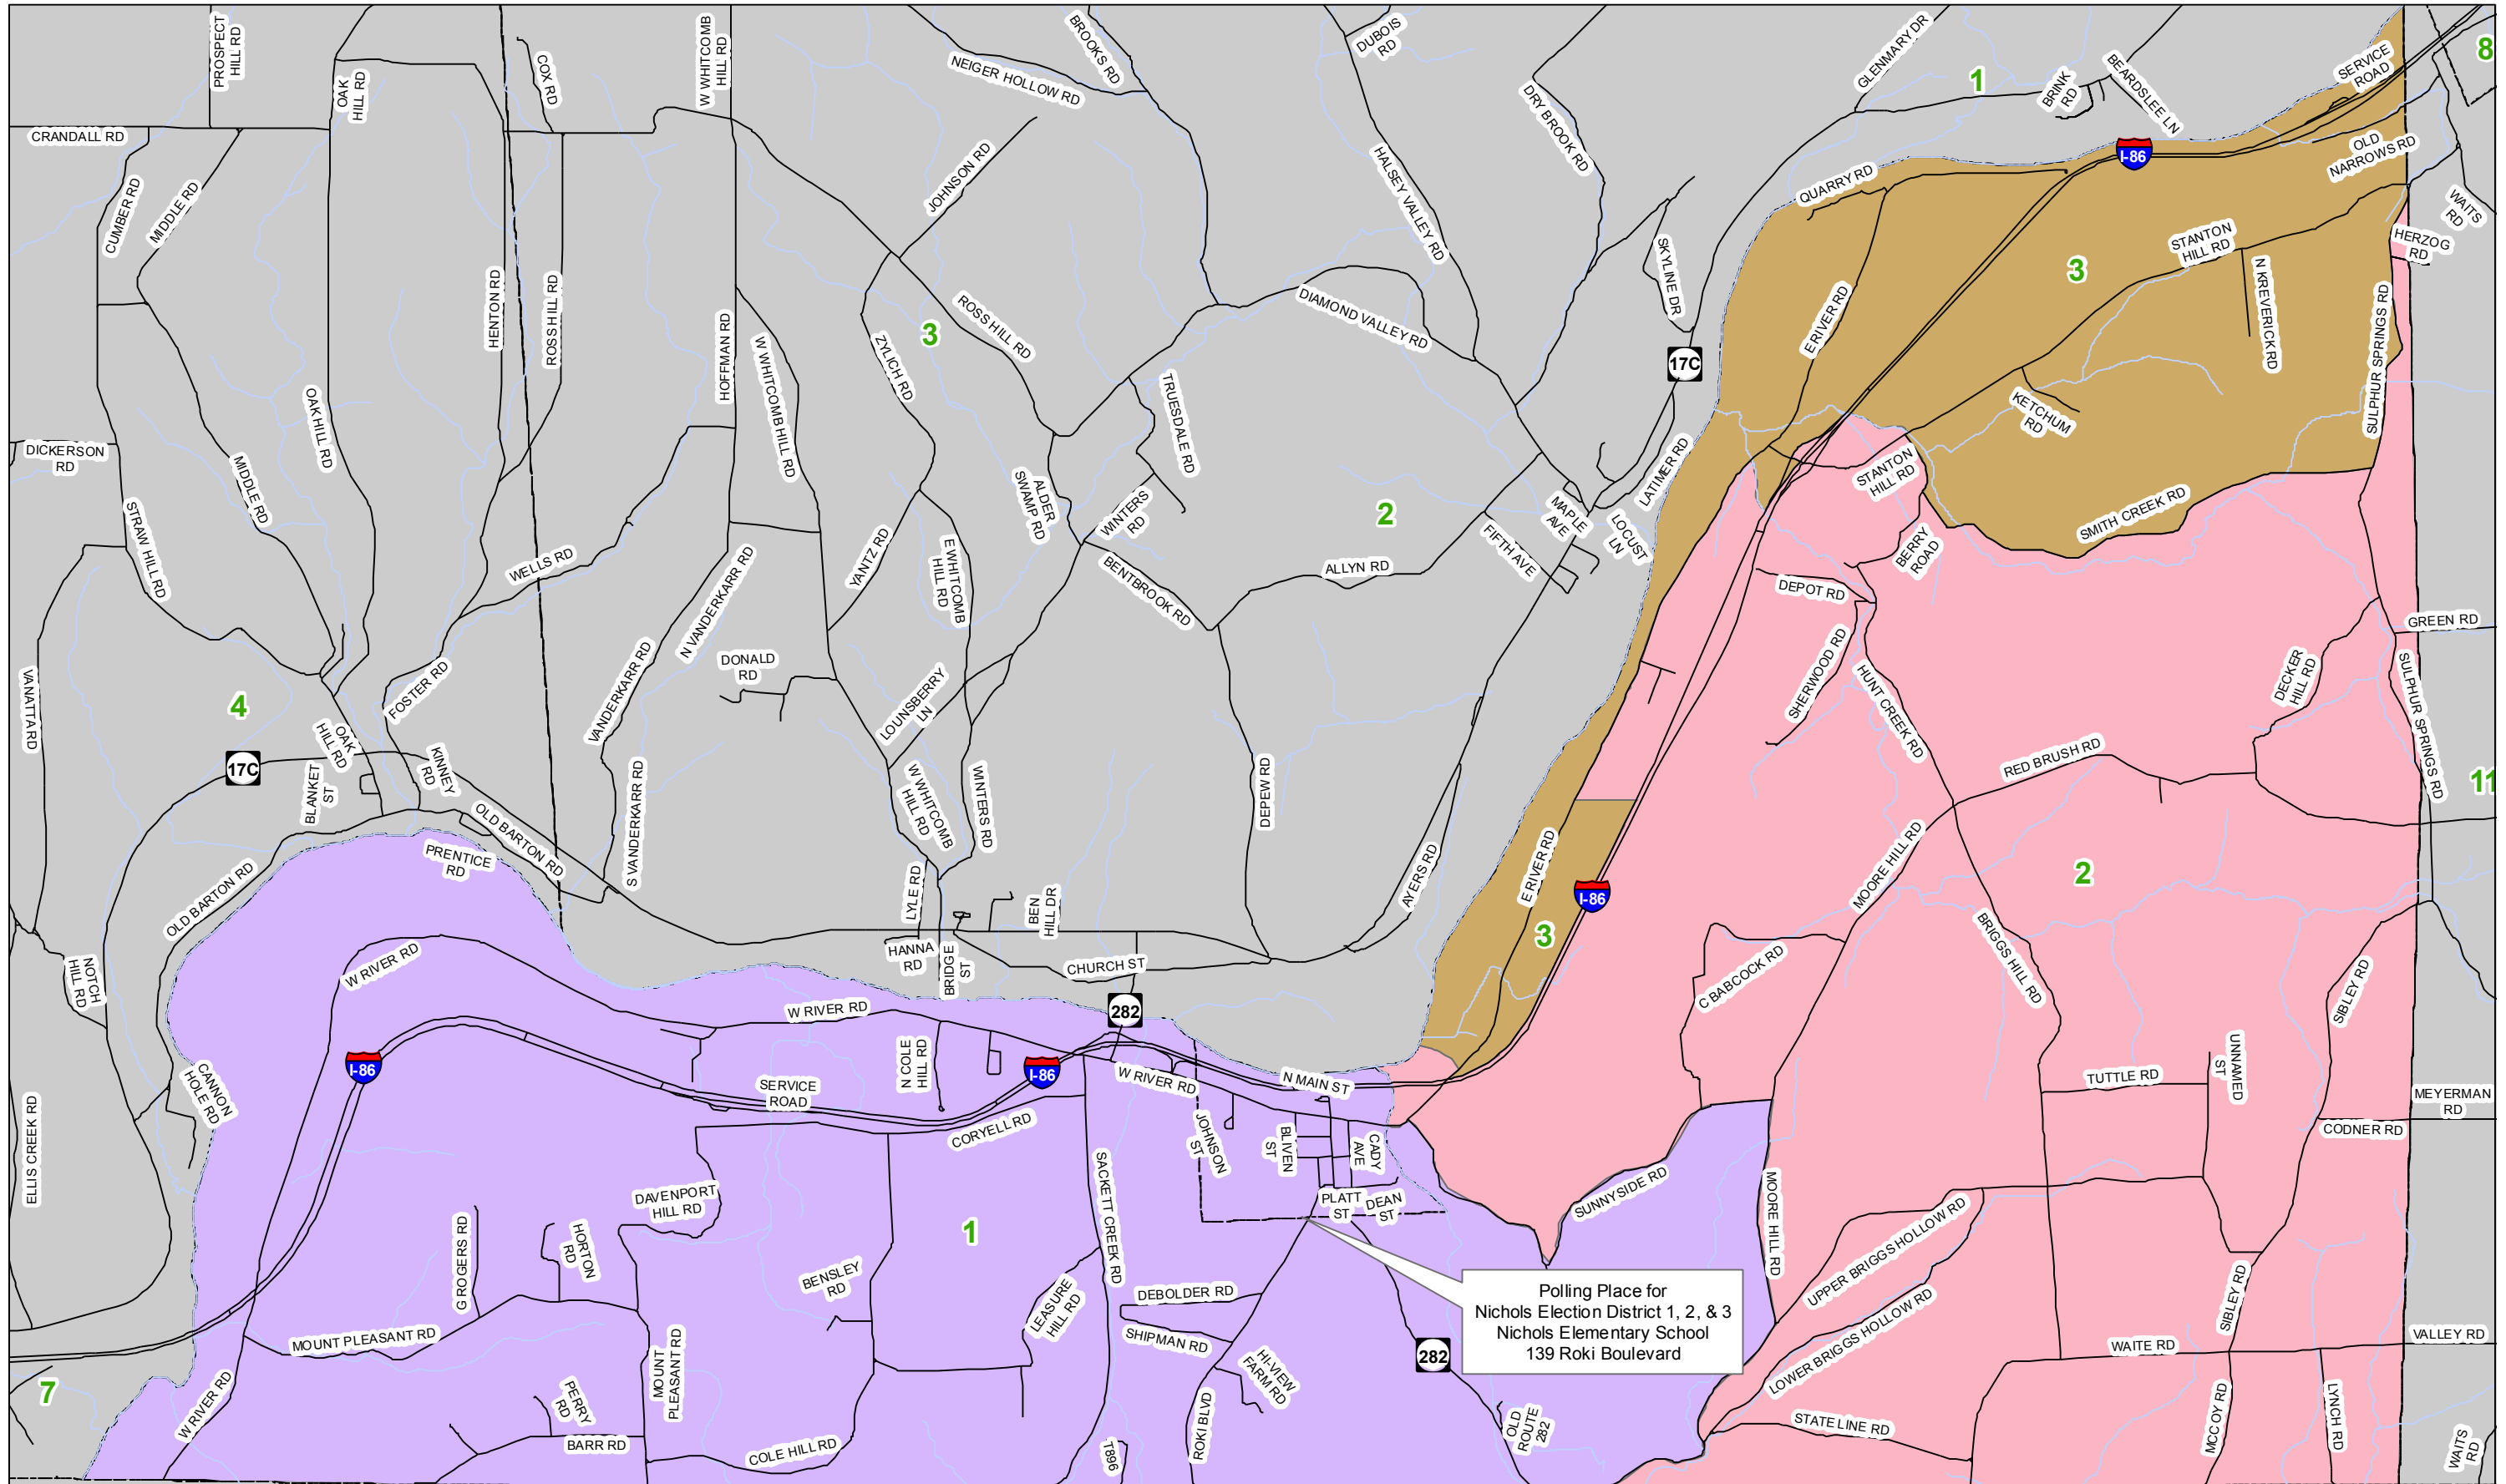 PROSPECT
HILL RD
OAK
HILL RD
COX RD
W WHITCOMB
HILL RD
NEIGER HOLLOW RD
BROOKS RD
DUBOIS
RD
GLENMARY DR
1
BRINK
RD
BEARDSLEE LN
SERVICE
ROAD
8
CRANDALL RD
CUMBER RD
MIDDLE RD
JOHNSON RD
DRY BROOK RD
HALSEY VALLEY RD
QUARRY RD
I-86
OLD
NARROWS RD
WAITS
RD
HERZOG
RD
STANTON
HILL RD
N KREVERICK RD
3
SKYLINE DR
HENTON RD
ROSS HILL RD
HOFFMAN RD
W WHITCOMB HILL RD
3
ZYLICH RD
ROSS HILL RD
DIAMOND VALLEY RD
E RIVER RD
17C
SULPHUR SPRINGS RD
KETCHUM
RD
TRUESDALE RD
OAK HILL RD
DICKERSON
RD
MIDDLE RD
STRAW HILL RD
ALDER
SWAMP RD
WINTERS
RD
2
MAPLE
AVE
LATIMER RD
LOCUST
LN
STANTON
HILL RD
SMITH CREEK RD
BERRY
ROAD
WELLS RD
N VANDERKARR RD
YANTZ RD
E WHITCOMB
HILL RD
BENTBROOK RD
ALLYN RD
FIFTH AVE
DEPOT RD
GREEN RD
VANATTA RD
4
FOSTER RD
VANDERKARR RD
DONALD
RD
LOUNSBERRY
LN
SHERWOOD RD
HUNT CREEK RD
DECKER
HILL RD
SULPHUR SPRINGS RD
17C
OAK
HILL RD
BLANKET
ST
KINNEY
RD
OLD BARTON RD
S VANDERKARR RD
W WHITCOMB
HILL RD
WINTERS RD
DEPEW RD
RED BRUSH RD
11
PRENTICE
RD
OLD BARTON RD
LYLE RD
BEN
HILL DR
AYERS RD
E RIVER RD
I-86
MOORE HILL RD
2
NOTCH
HILL RD
W RIVER RD
HANNA
RD
BRIDGE
ST
CHURCH ST
3
C BABCOCK RD
BRIGGS HILL RD
SIBLEY RD
282
W RIVER RD
I-86
CANNON
HOLE RD
N COLE
HILL RD
SERVICE
ROAD
I-86
W RIVER RD
N MAIN ST
TUTTLE RD
UNNAMED
ST
MEYERMAN
RD
CODNER RD
ELLIS CREEK RD
CORYELL RD
JOHNSON
ST
BLIVEN
ST
CADY
AVE
SACKETT CREEK RD
DAVENPORT
HILL RD
PLATT
ST
DEAN
ST
SUNNYSIDE RD
MOORE HILL RD
UPPER BRIGGS HOLLOW RD
G ROGERS RD
HORTON
RD
1
BENSLEY
RD
LEASURE
HILL RD
DEBOLDER RD
SHIPMAN RD
Polling Place for
Nichols Election District 1, 2, & 3
Nichols Elementary School
139 Roki Boulevard
SIBLEY RD
LOWER BRIGGS HOLLOW RD
WAITE RD
VALLEY RD
MOUNT PLEASANT RD
MOUNT
PLEASANT RD
HI-VIEW
FARM RD
282
7
W RIVER RD
PERRY
RD
BARR RD
COLE HILL RD
T896
ROKI BLVD
OLD
ROUTE
282
STATE LINE RD
MCCOY RD
LYNCH RD
WAITS
RD